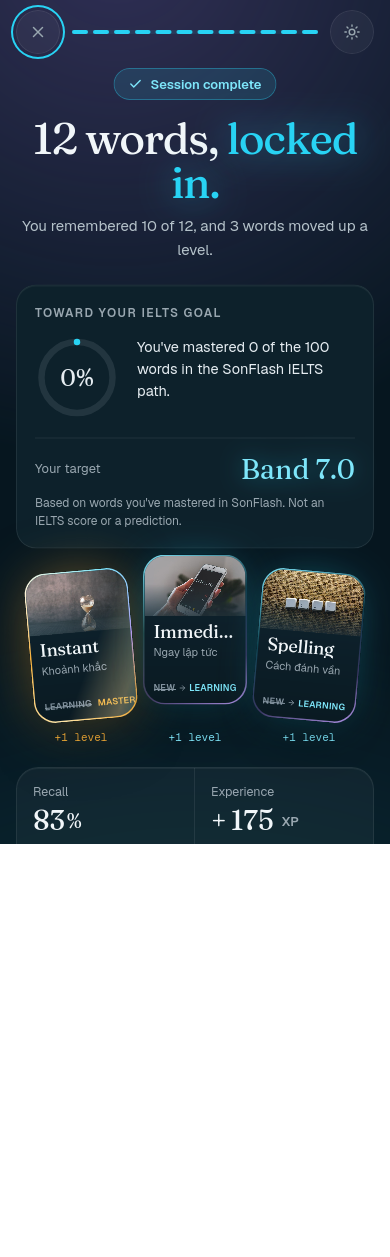 Session complete
12 words, locked
in.
You remembered 10 of 12, and 3 words moved up a
level.
TOWARD YOUR IELTS GOAL
0%
You've mastered 0 of the 100
words in the SonFlash IELTS
path.
Your target
Band 7.0
Based on words you've mastered in SonFlash. Not an
IELTS score or a prediction.
Instant
Khoảnh khắc
LEARNING MASTER
+1 level
Immedi...
Ngay lập tức
NEW → LEARNING
+1 level
Spelling
Cách đánh vần
NEW → LEARNING
+1 level
Recall
83%
Experience
+175 XP